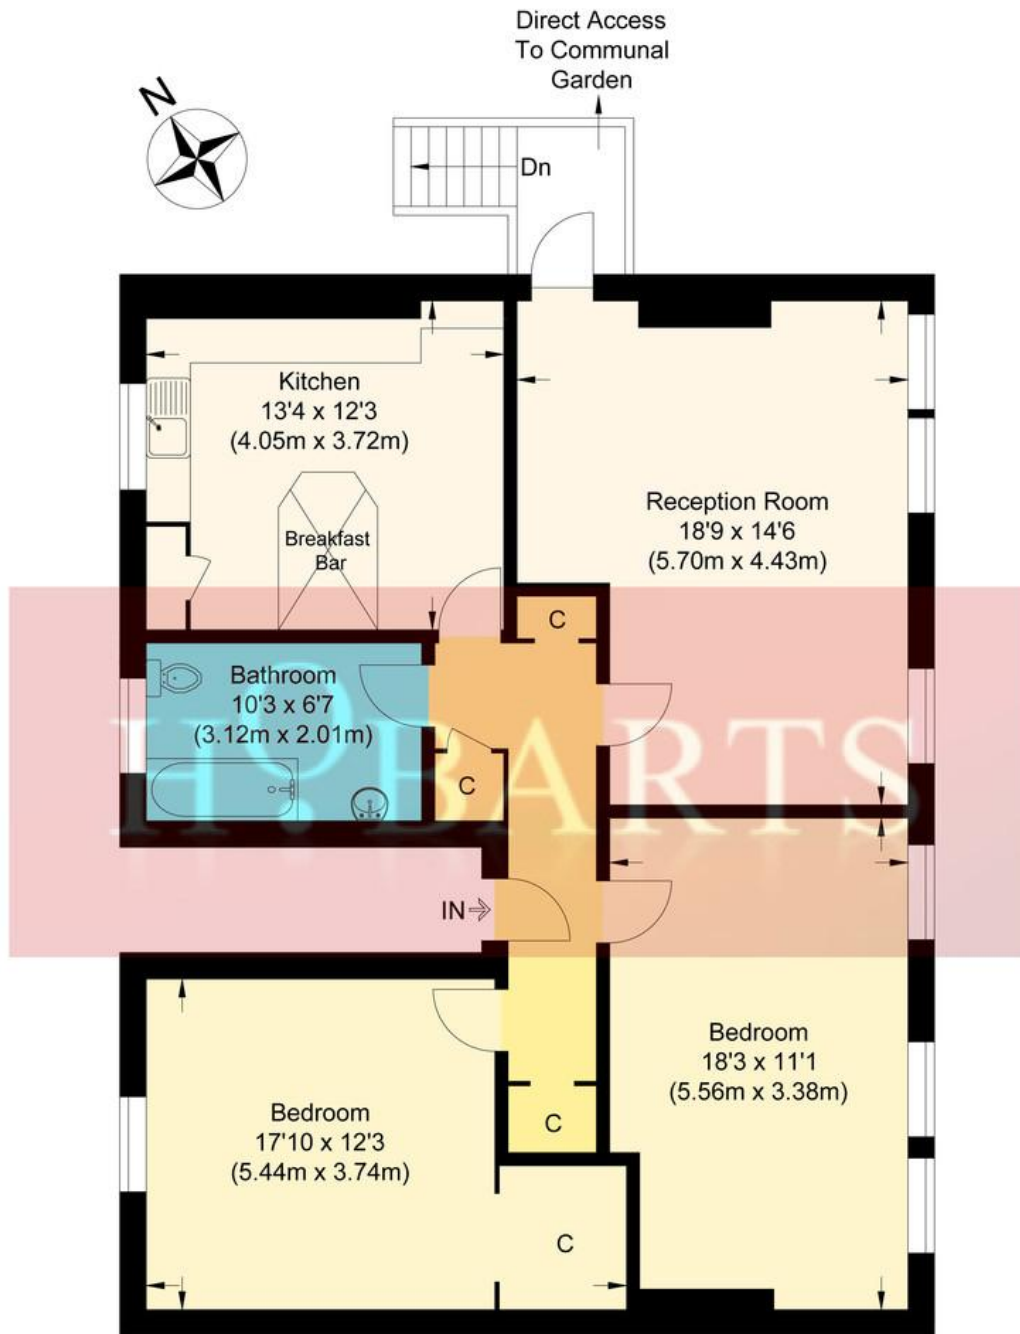 Direct Access
To Communal
Garden
N
Dn
Kitchen
13'4 x 12'3
(4.05m x 3.72m)
Reception Room
18'9 x 14'6
(5.70m x 4.43m)
Breakfast
Bar
C
Bathroom
10'3 x 6'7
(3.12m x 2.01m)
HOBARTS
C
IN
Bedroom
18'3 x 11'1
(5.56m x 3.38m)
Bedroom
17'10 x 12'3
(5.44m x 3.74m)
C
C